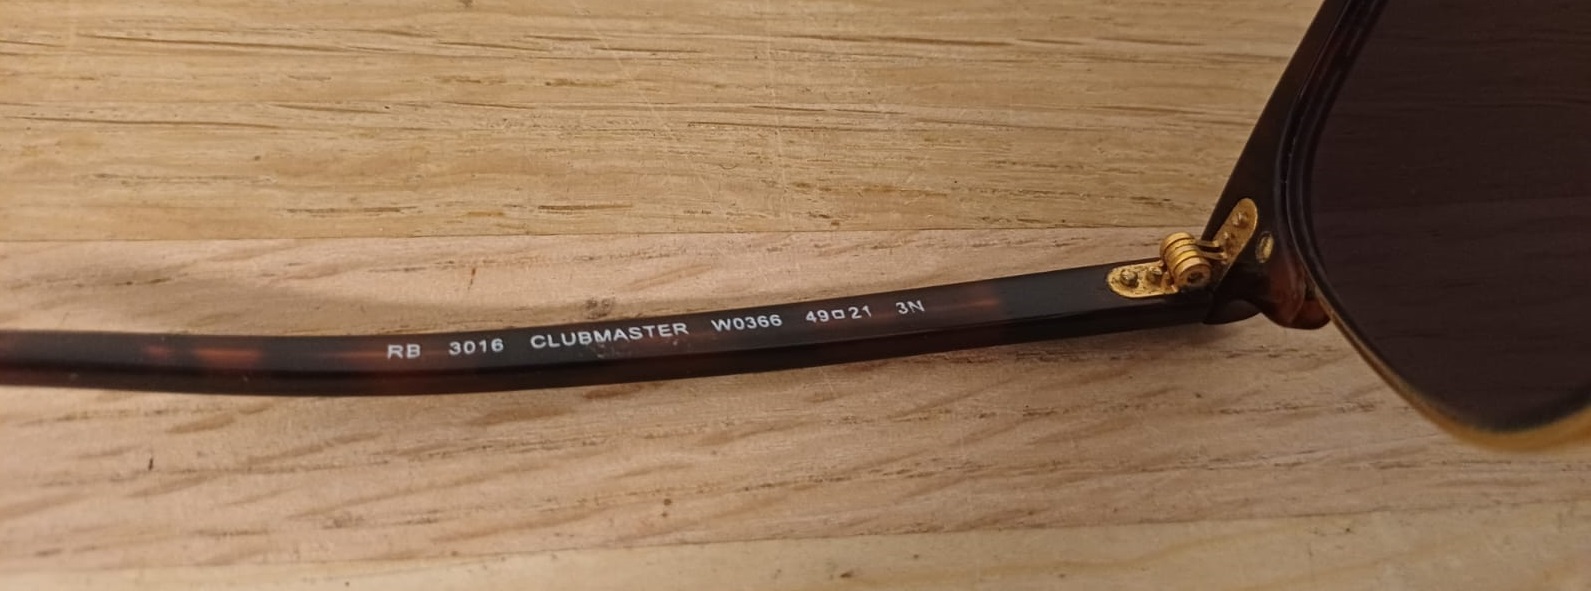 RB 3016 CLUBMASTER W0366 49□21 3N